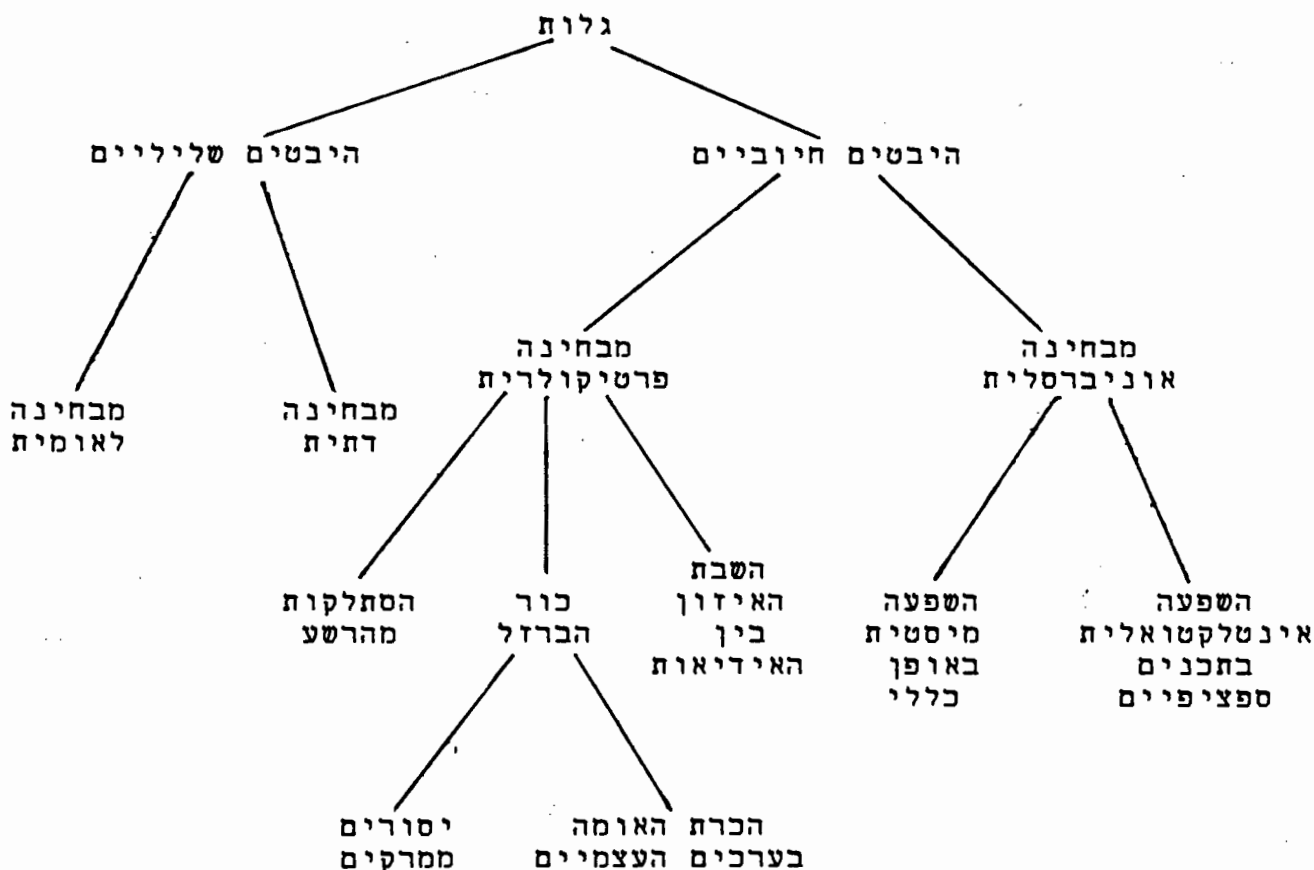 גלות
היבטים חיוביים
היבטים שליליים
מבחינה
אוניברסלית
מבחינה
פרטיקולרית
מבחינה
דתית
מבחינה
לאומית
השפעה
אינטלקטואלית
בתכנים
ספציפיים
השפעה
מיסטית
באופן
כללי
השבת
האיזון
בין
האידיאות
כור
הברזל
הסתלקות
מהרשע
הכרת האומה
בערכים העצמיים
יסורים
ממרקים